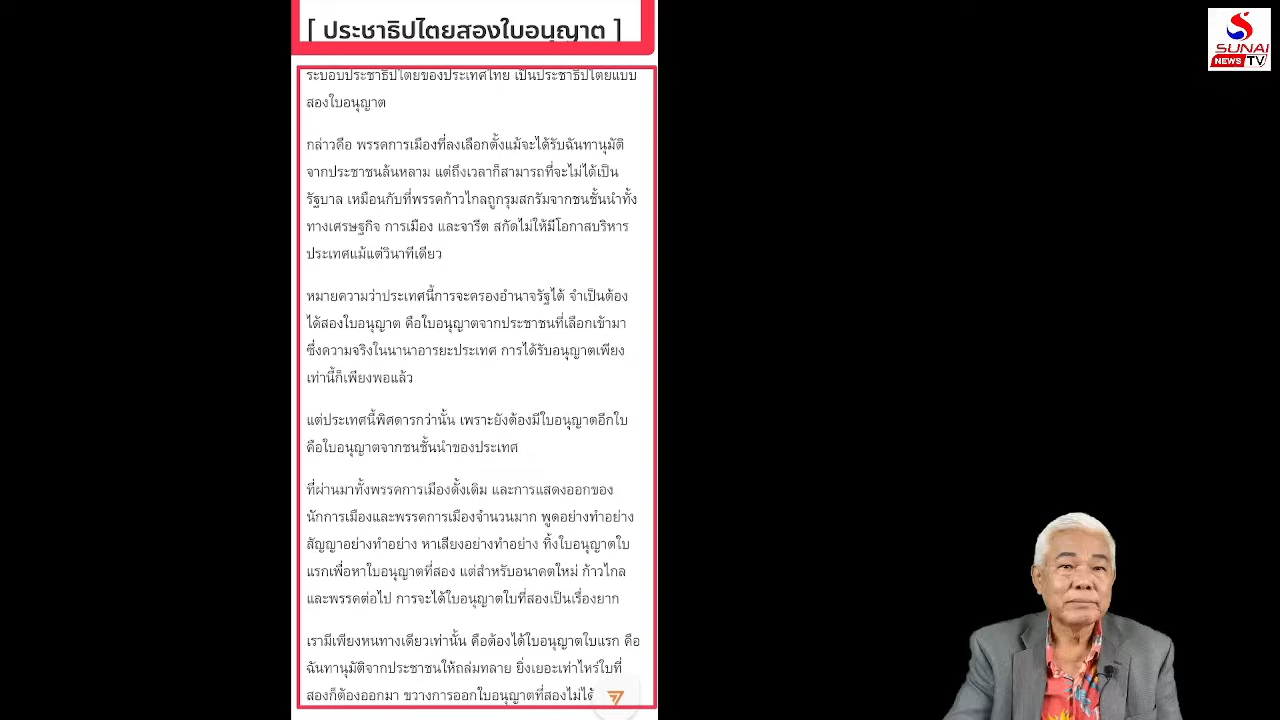 [ ประชาธิปไตยสองใบอนุญาต ]
ระบอบประชาธิปไตยของประเทศไทย เป็นประชาธิปไตยแบบ
สองใบอนุญาต
กล่าวคือ พรรคการเมืองที่ลงเลือกตั้งแม้จะได้รับฉันทานุมัติ
จากประชาชนล้นหลาม แต่ถึงเวลาก็สามารถที่จะไม่ได้เป็น
รัฐบาล เหมือนกับที่พรรคก้าวไกลถูกรุมสกรัมจากชนชั้นนำทั้ง
ทางเศรษฐกิจ การเมือง และจารีต สกัดไม่ให้มีโอกาสบริหาร
ประเทศแม้แต่วินาทีเดียว
หมายความว่าประเทศนี้การจะครองอำนาจรัฐได้ จำเป็นต้อง
ได้สองใบอนุญาต คือใบอนุญาตจากประชาชนที่เลือกเข้ามา
ซึ่งความจริงในนานาอารยะประเทศ การได้รับอนุญาตเพียง
เท่านี้ก็เพียงพอแล้ว
แต่ประเทศนี้พิศดารกว่านั้น เพราะยังต้องมีใบอนุญาตอีกใบ
คือใบอนุญาตจากชนชั้นนำของประเทศ
ที่ผ่านมาทั้งพรรคการเมืองดั้งเดิม และการแสดงออกของ
นักการเมืองและพรรคการเมืองจำนวนมาก พูดอย่างทำอย่าง
สัญญาอย่างทำอย่าง หาเสียงอย่างทำอย่าง ทิ้งใบอนุญาตใบ
แรกเพื่อหาใบอนุญาตที่สอง แต่สำหรับอนาคตใหม่ ก้าวไกล
และพรรคต่อไป การจะได้ใบอนุญาตใบที่สองเป็นเรื่องยาก
เรามีเพียงหนทางเดียวเท่านั้น คือต้องได้ใบอนุญาตใบแรก คือ
ฉันทานุมัติจากประชาชนให้ถล่มทลาย ยิ่งเยอะเท่าไหร่ใบที่
สองก็ต้องออกมา ขวางการออกใบอนุญาตที่สองไม่ได้
SUNAI
NEWS TV